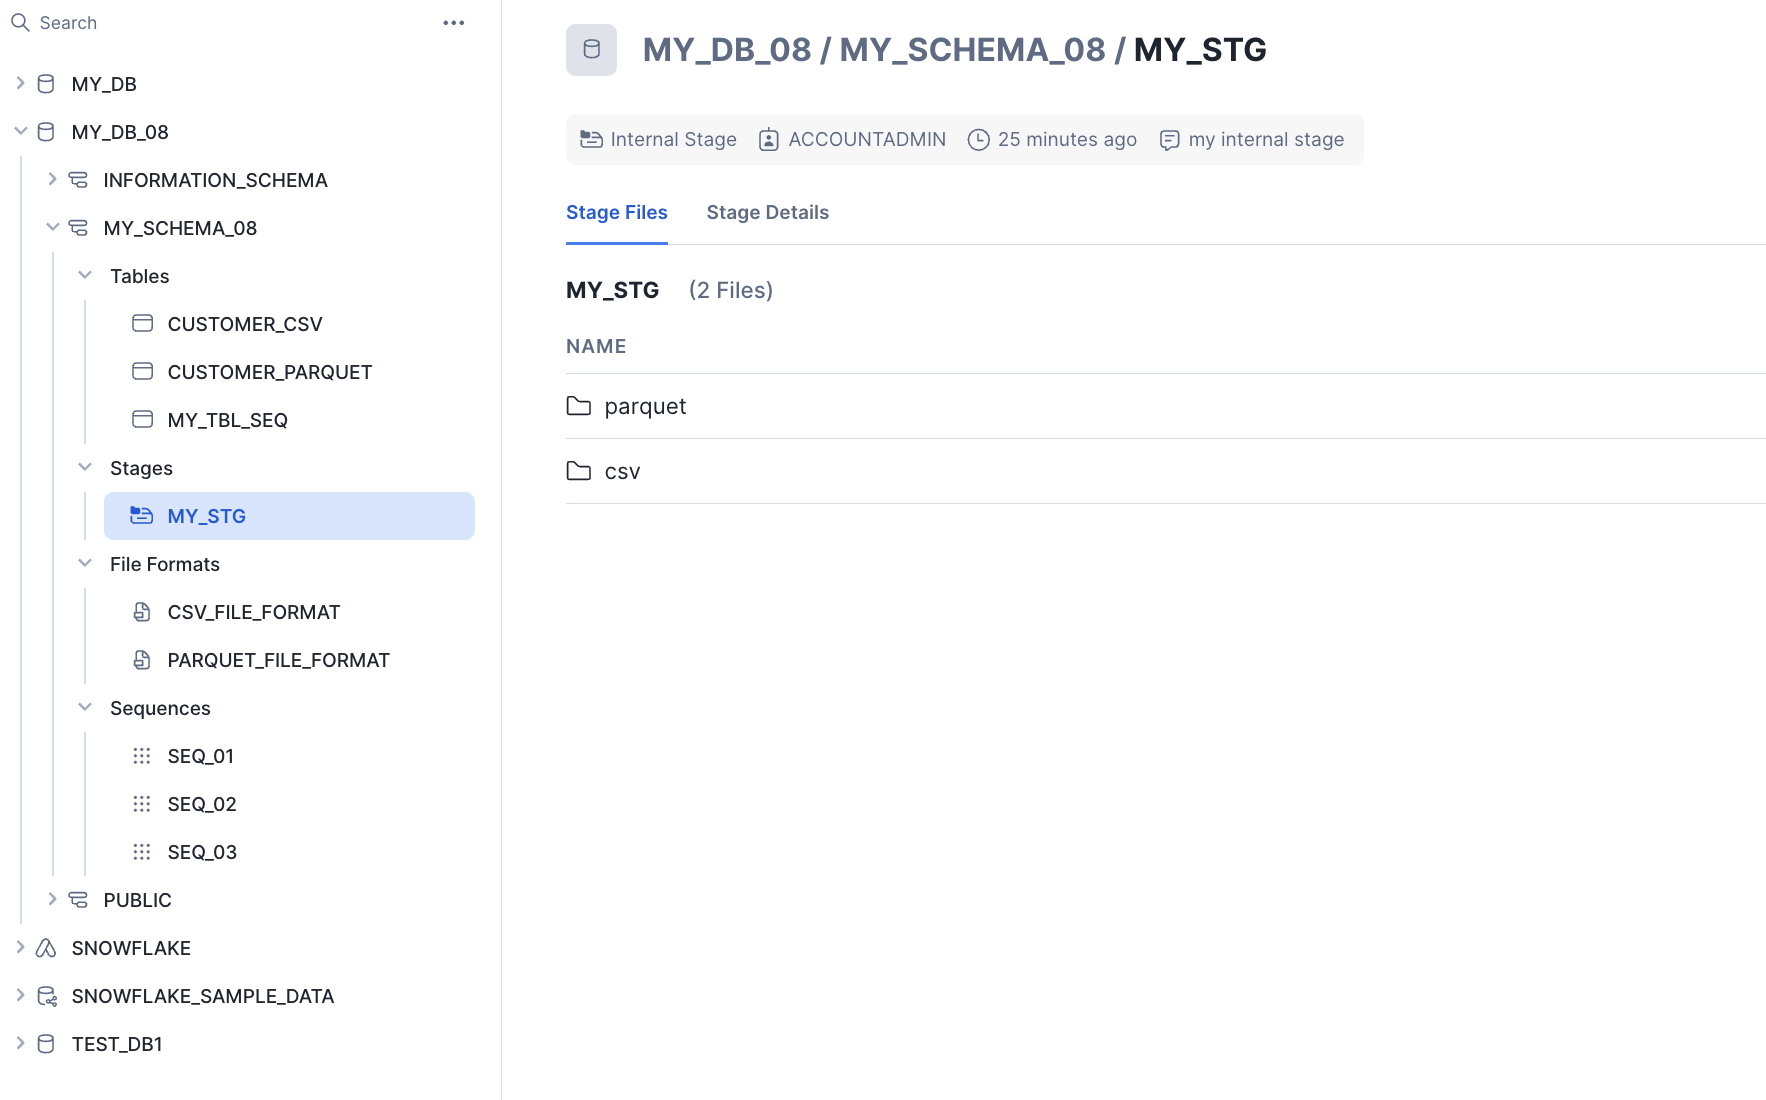 Search
MY_DB
MY_DB_08
INFORMATION_SCHEMA
MY_SCHEMA_08
Tables
CUSTOMER_CSV
CUSTOMER_PARQUET
MY_TBL_SEQ
Stages
MY_STG
File Formats
CSV_FILE_FORMAT
PARQUET_FILE_FORMAT
Sequences
SEQ_01
SEQ_02
SEQ_03
PUBLIC
SNOWFLAKE
SNOWFLAKE_SAMPLE_DATA
TEST_DB1
MY_DB_08 / MY_SCHEMA_08 / MY_STG
Internal Stage ACCOUNTADMIN 25 minutes ago my internal stage
Stage Files Stage Details
MY_STG (2 Files)
NAME
parquet
csv